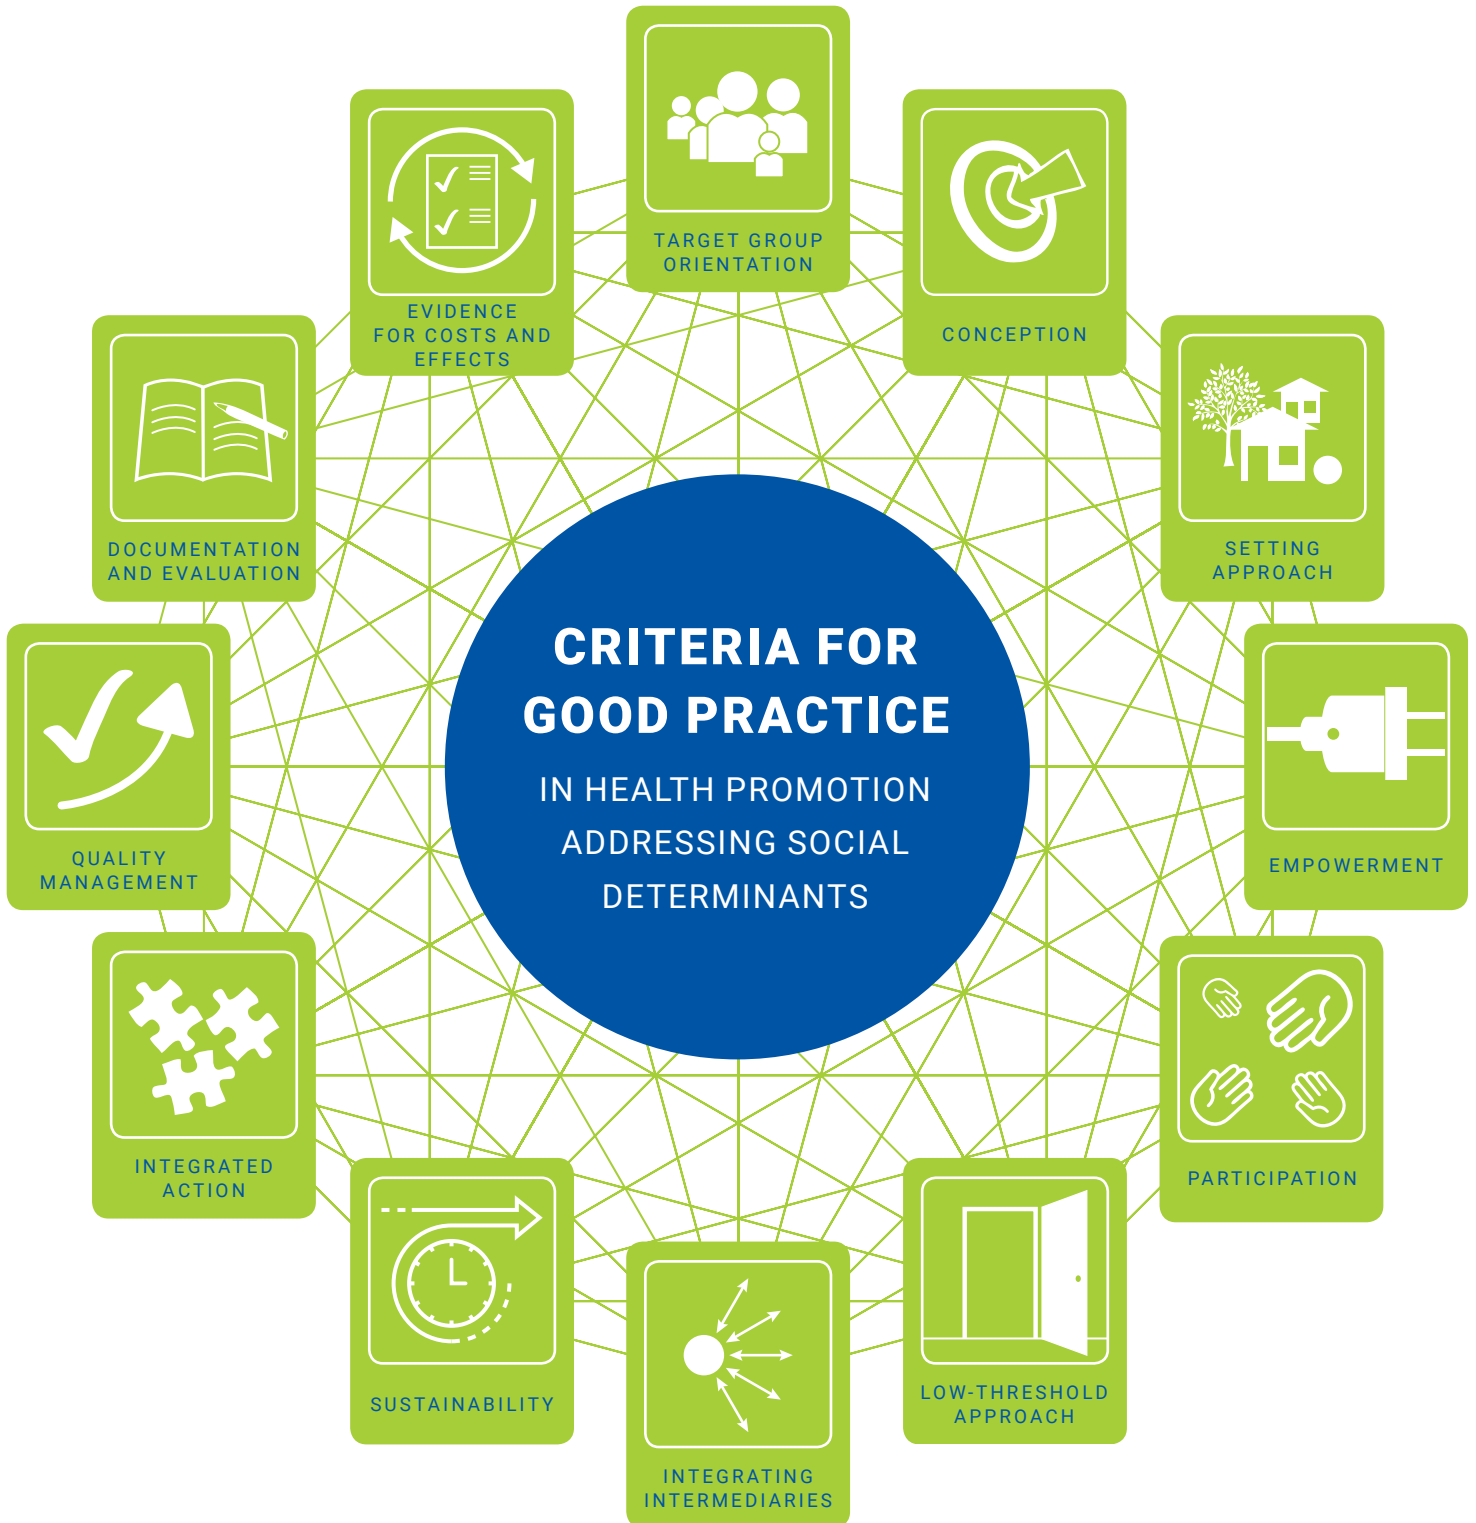 TARGET GROUP
ORIENTATION
CONCEPTION
SETTING
APPROACH
EMPOWERMENT
PARTICIPATION
LOW-THRESHOLD
APPROACH
INTEGRATING
INTERMEDIARIES
SUSTAINABILITY
INTEGRATED
ACTION
QUALITY
MANAGEMENT
DOCUMENTATION
AND EVALUATION
EVIDENCE
FOR COSTS AND
EFFECTS
CRITERIA FOR
GOOD PRACTICE
IN HEALTH PROMOTION
ADDRESSING SOCIAL
DETERMINANTS